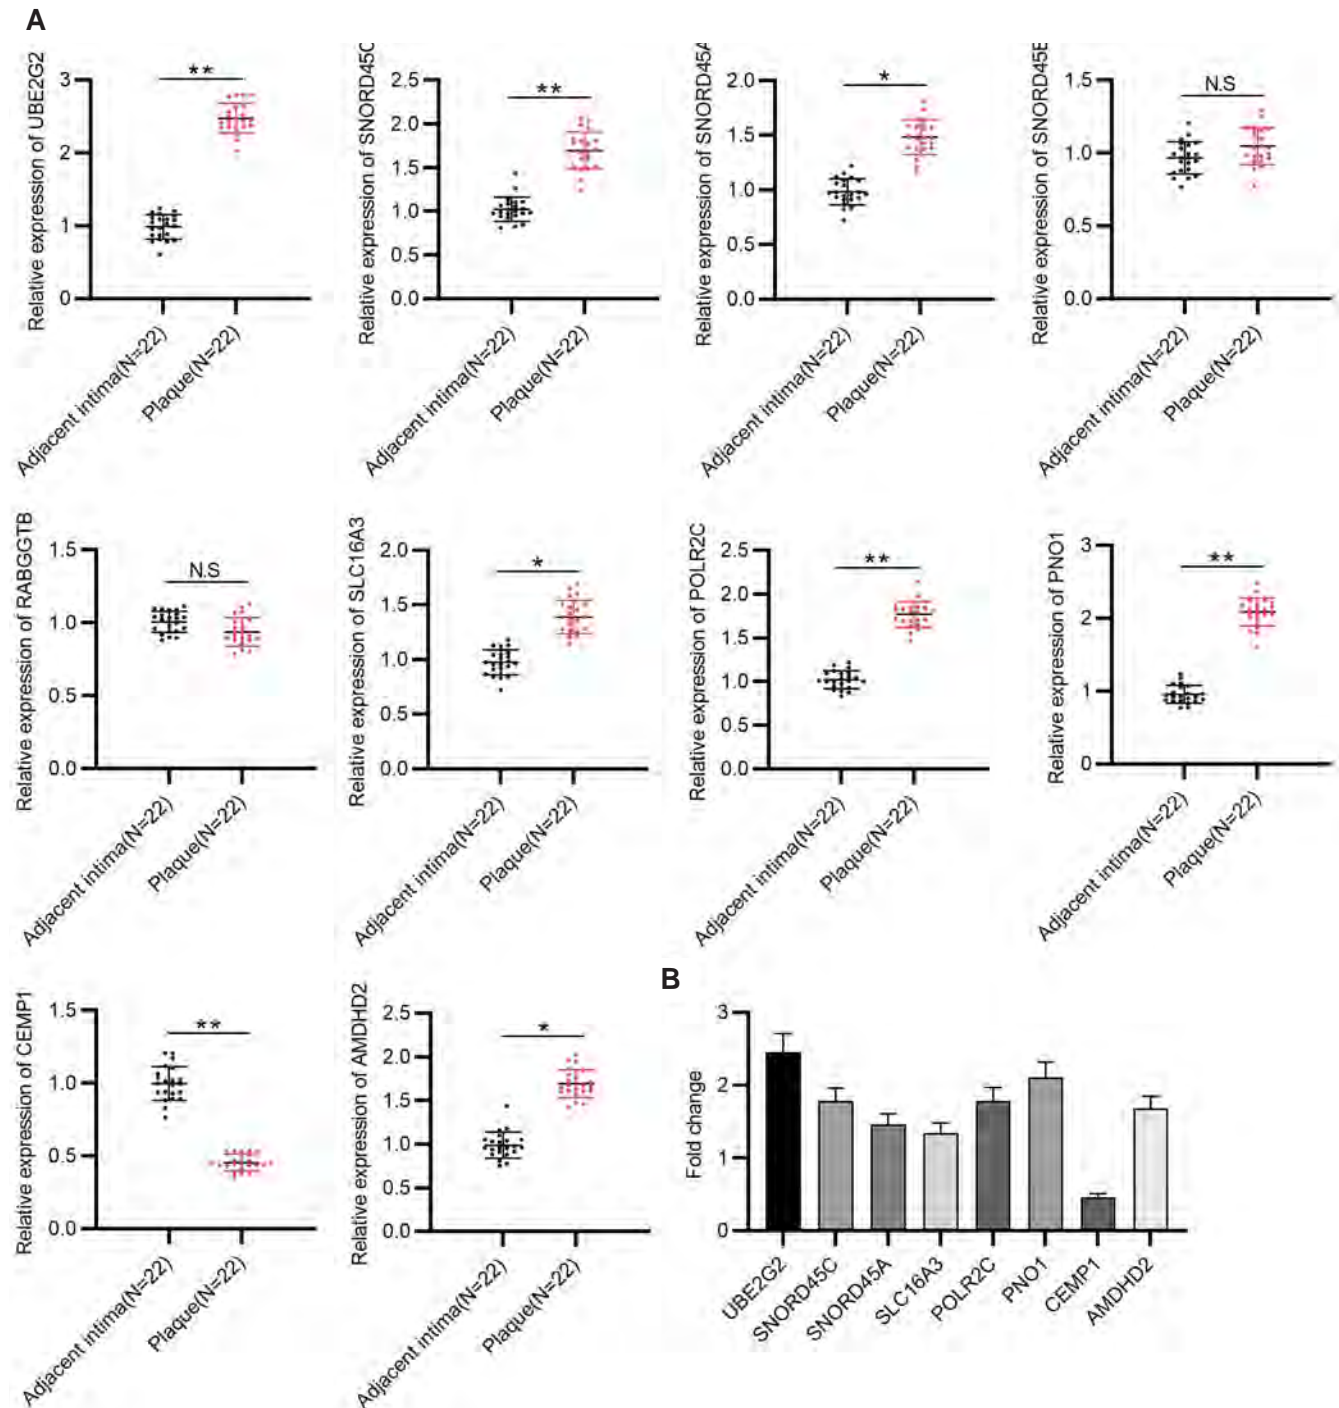 A
Relative expression of UBE2G2
3
2
1
0
**
Adjacent intima(N=22)
Plaque(N=22)
Relative expression of SNORD45C
2.5
2.0
1.5
1.0
0.5
0.0
**
Adjacent intima(N=22)
Plaque(N=22)
Relative expression of SNORD45A
2.0
1.5
1.0
0.5
0.0
*
Adjacent intima(N=22)
Plaque(N=22)
Relative expression of SNORD45B
1.5
1.0
0.5
0.0
N.S
Adjacent intima(N=22)
Plaque(N=22)
Relative expression of RABGGTB
1.5
1.0
0.5
0.0
N.S
Adjacent intima(N=22)
Plaque(N=22)
Relative expression of SLC16A3
2.0
1.5
1.0
0.5
0.0
*
Adjacent intima(N=22)
Plaque(N=22)
Relative expression of POLR2C
2.5
2.0
1.5
1.0
0.5
0.0
**
Adjacent intima(N=22)
Plaque(N=22)
Relative expression of PNO1
3
2
1
0
**
Adjacent intima(N=22)
Plaque(N=22)
Relative expression of CEMP1
1.5
1.0
0.5
0.0
**
Adjacent intima(N=22)
Plaque(N=22)
Relative expression of AMDHD2
2.5
2.0
1.5
1.0
0.5
0.0
*
Adjacent intima(N=22)
Plaque(N=22)
B
Fold change
3
2
1
0
UBE2G2
SNORD45C
SNORD45A
SLC16A3
POLR2C
PNO1
CEMP1
AMDHD2